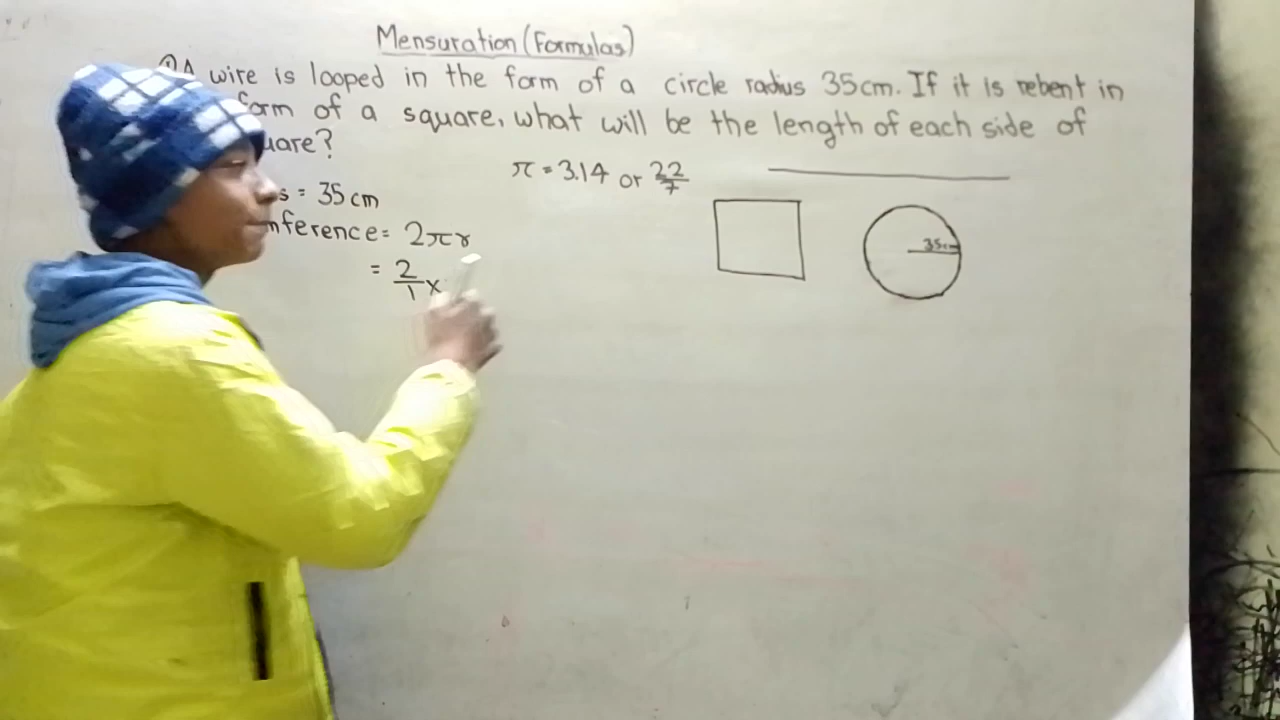 Mensuration (Formulas)
Q A wire is looped in the form of a circle radius 35cm. If it is rebent in
form of a square, what will be the length of each side of
uare?
π = 3.14 or 22/7
s = 35 cm
mference = 2πr
= 2/1 x
35cm